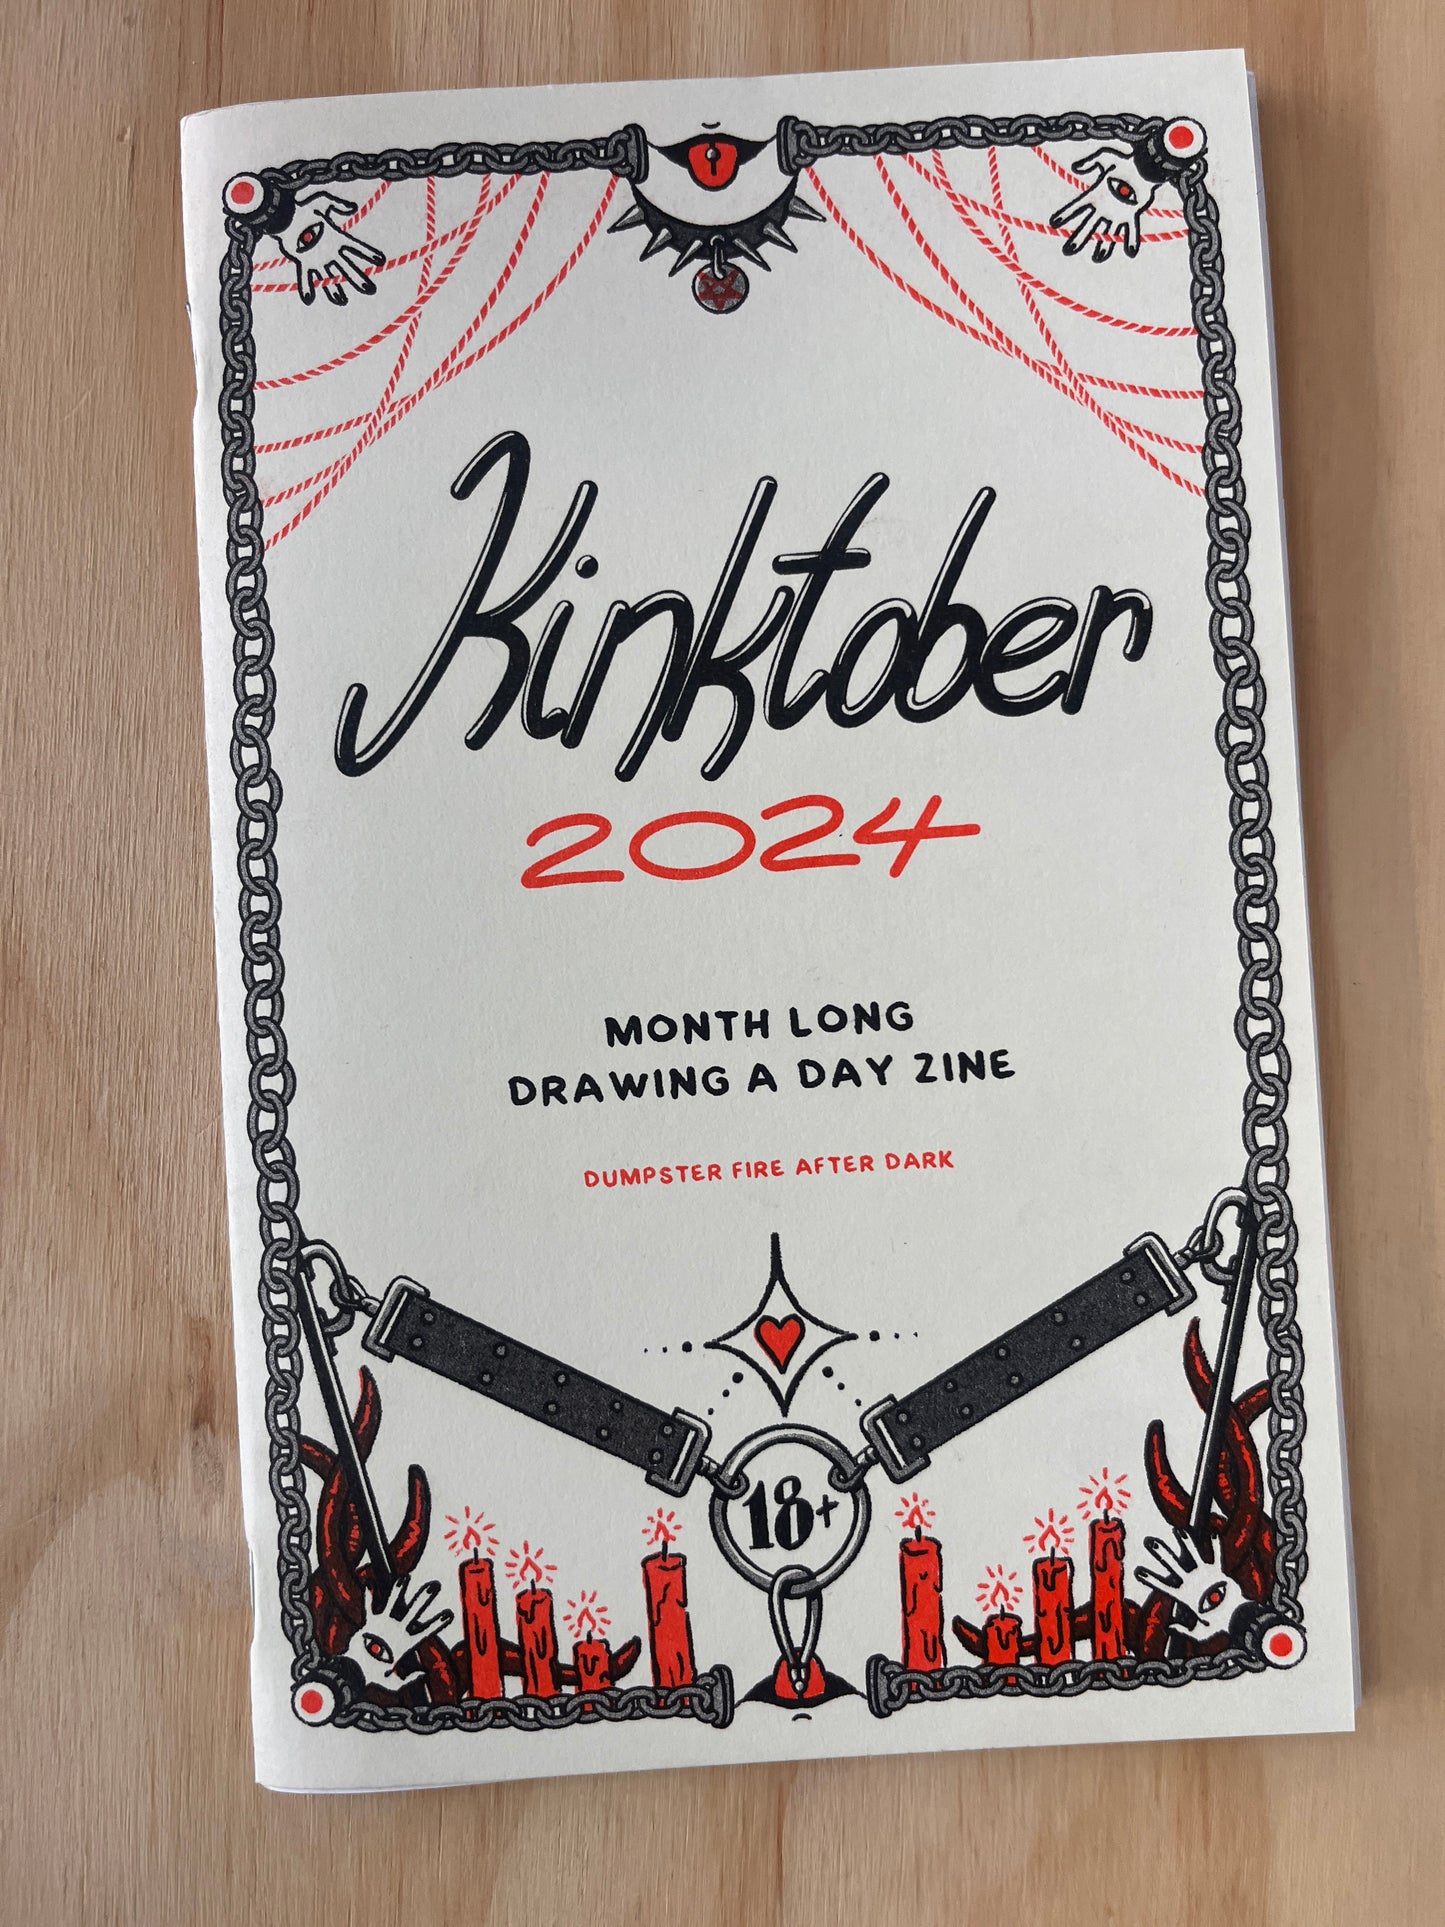 Kinktober
2024
MONTH LONG
DRAWING A DAY ZINE
DUMPSTER FIRE AFTER DARK
18+